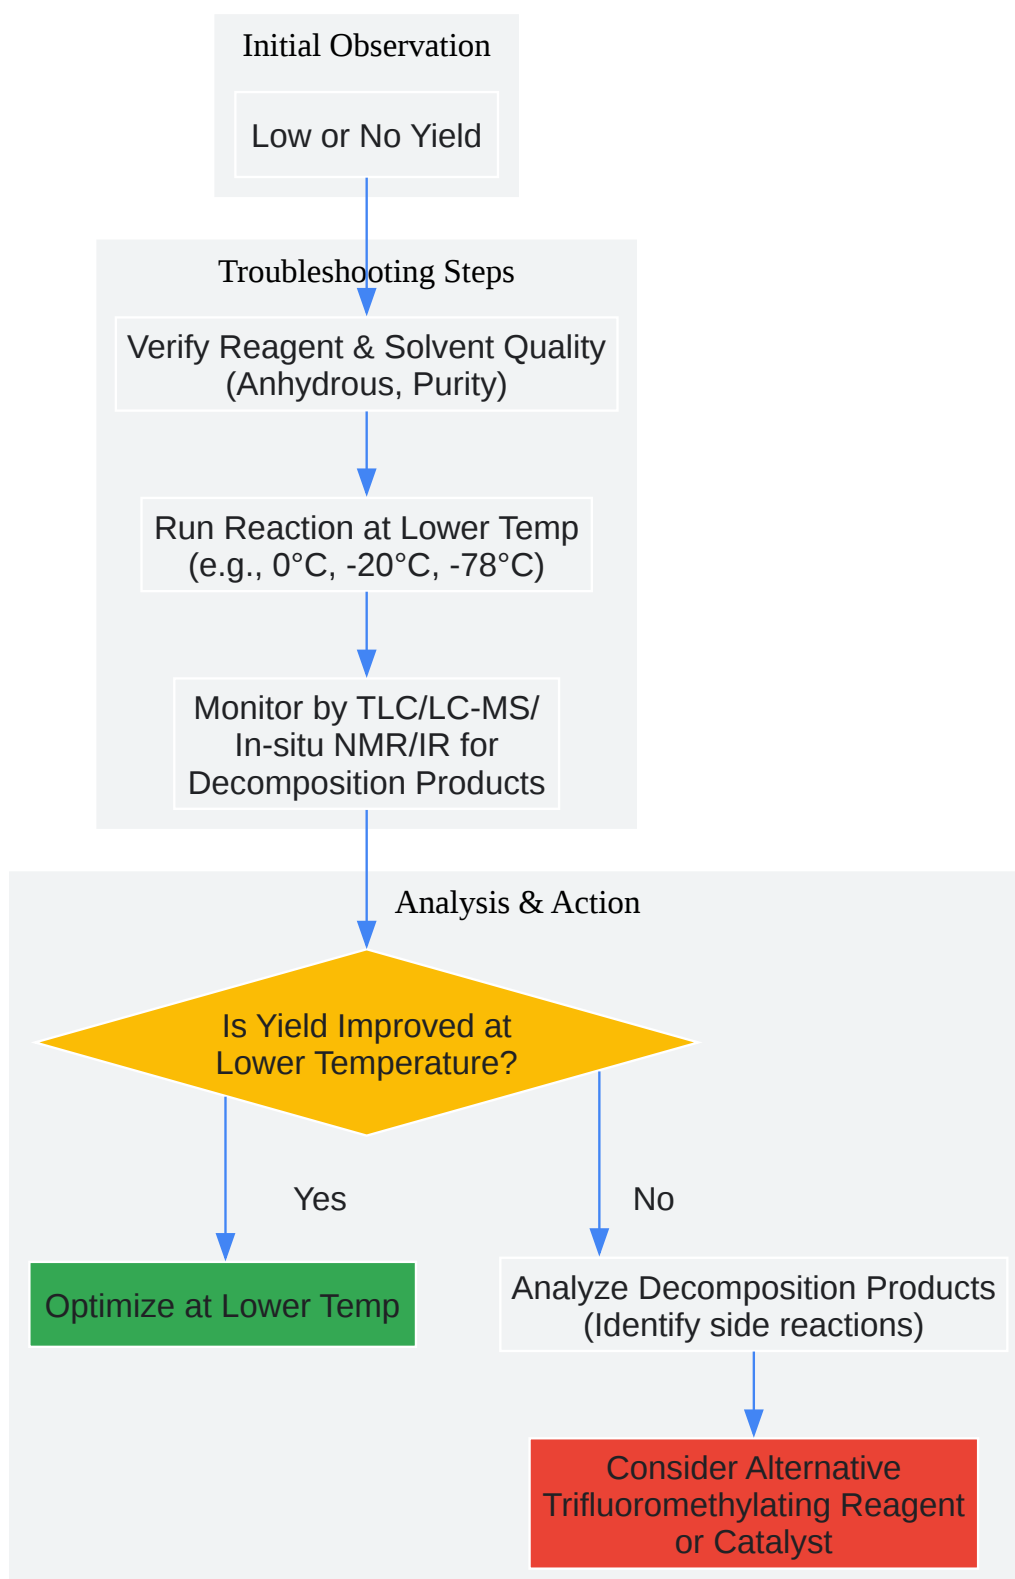 Initial Observation
Low or No Yield
Troubleshooting Steps
Verify Reagent & Solvent Quality
(Anhydrous, Purity)
Run Reaction at Lower Temp
(e.g., 0°C, -20°C, -78°C)
Monitor by TLC/LC-MS/
In-situ NMR/IR for
Decomposition Products
Analysis & Action
Is Yield Improved at
Lower Temperature?
Yes
No
Optimize at Lower Temp
Analyze Decomposition Products
(Identify side reactions)
Consider Alternative
Trifluoromethylating Reagent
or Catalyst